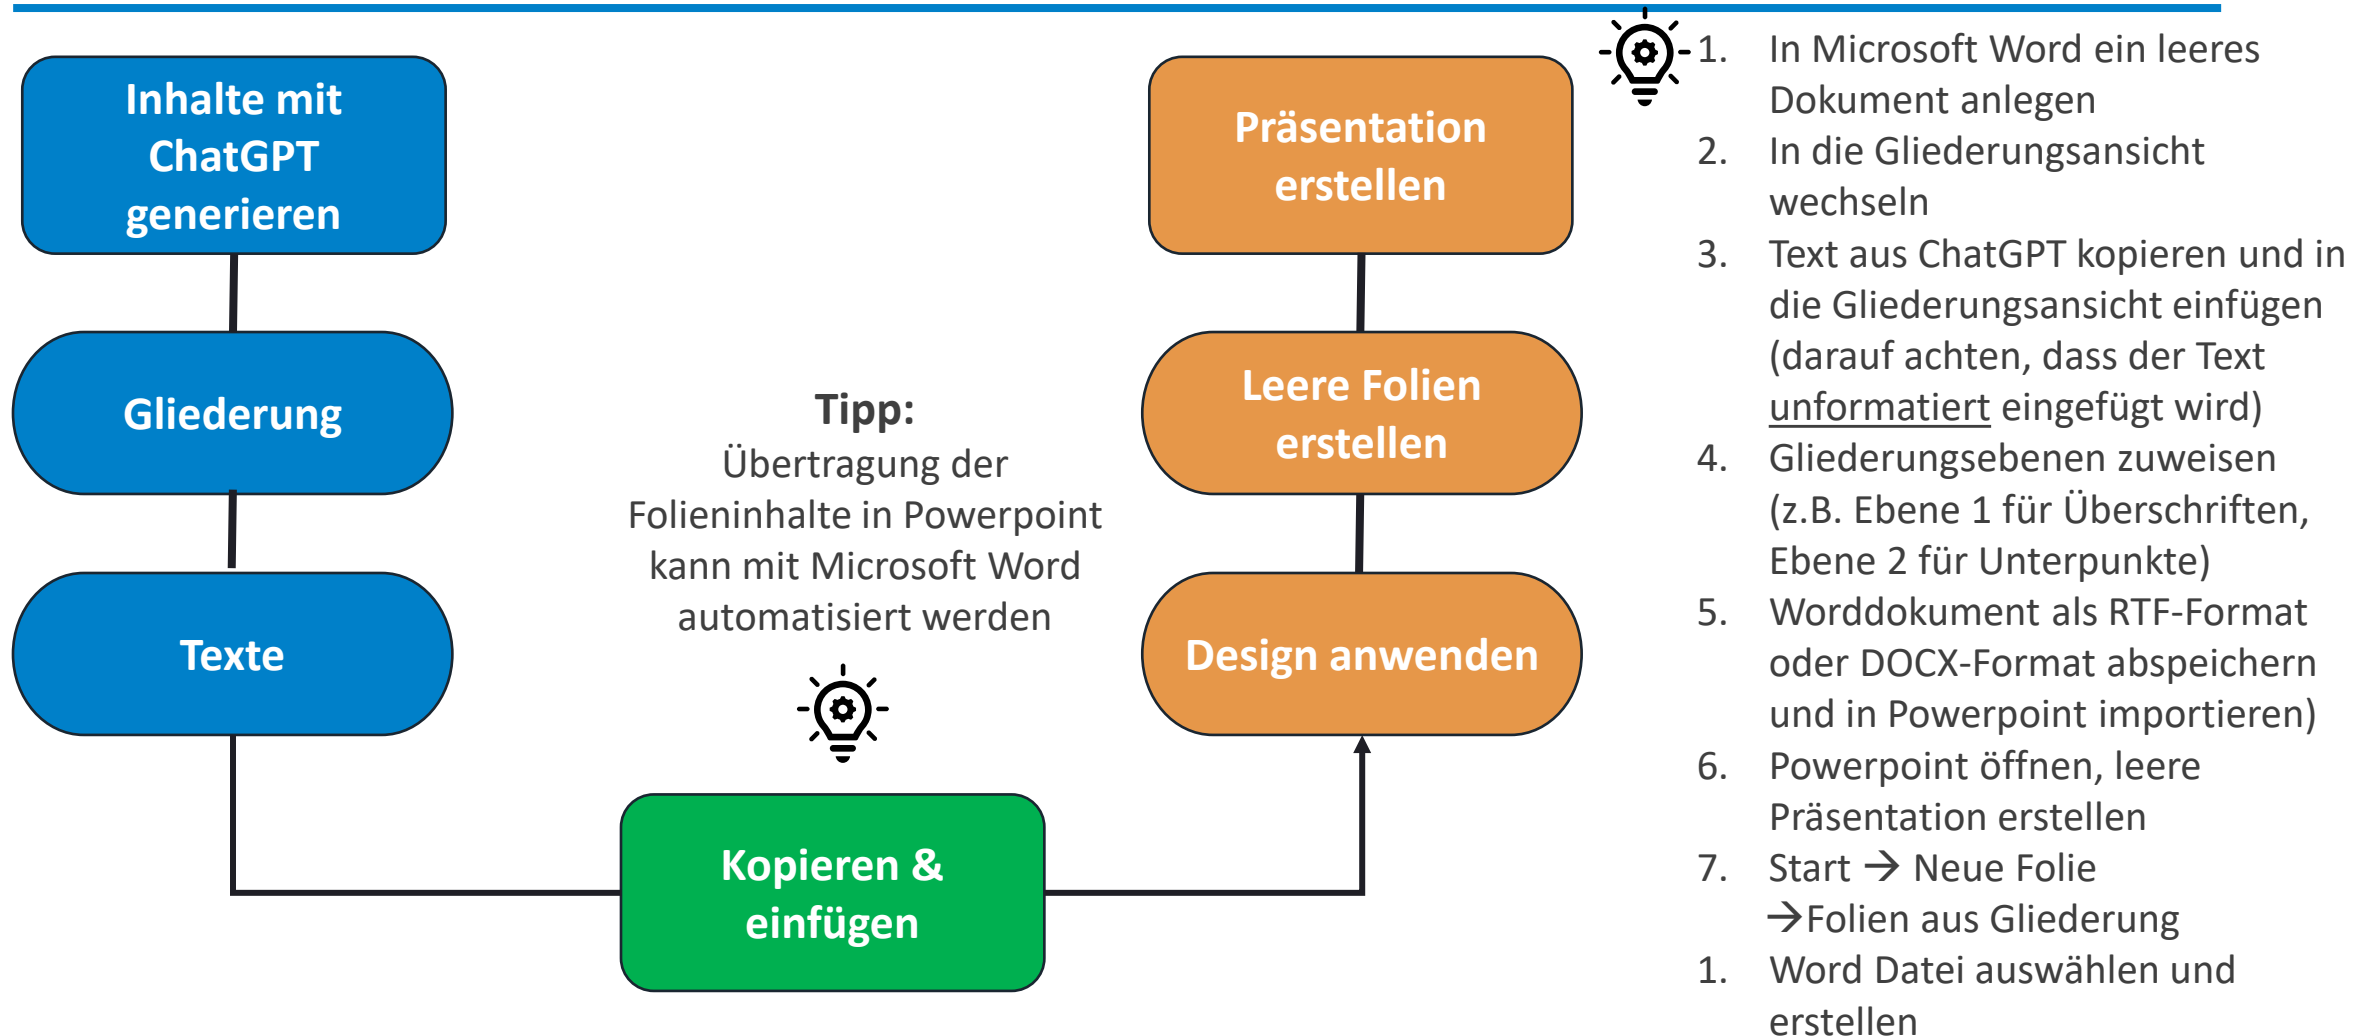 Inhalte mit
ChatGPT
generieren
Gliederung
Texte
Tipp:
Übertragung der
Folieninhalte in Powerpoint
kann mit Microsoft Word
automatisiert werden
Kopieren &
einfügen
Präsentation
erstellen
Leere Folien
erstellen
Design anwenden
1. In Microsoft Word ein leeres
Dokument anlegen
2. In die Gliederungsansicht
wechseln
3. Text aus ChatGPT kopieren und in
die Gliederungsansicht einfügen
(darauf achten, dass der Text
unformatiert eingefügt wird)
4. Gliederungsebenen zuweisen
(z.B. Ebene 1 für Überschriften,
Ebene 2 für Unterpunkte)
5. Worddokument als RTF-Format
oder DOCX-Format abspeichern
und in Powerpoint importieren)
6. Powerpoint öffnen, leere
Präsentation erstellen
7. Start → Neue Folie
→Folien aus Gliederung
1. Word Datei auswählen und
erstellen